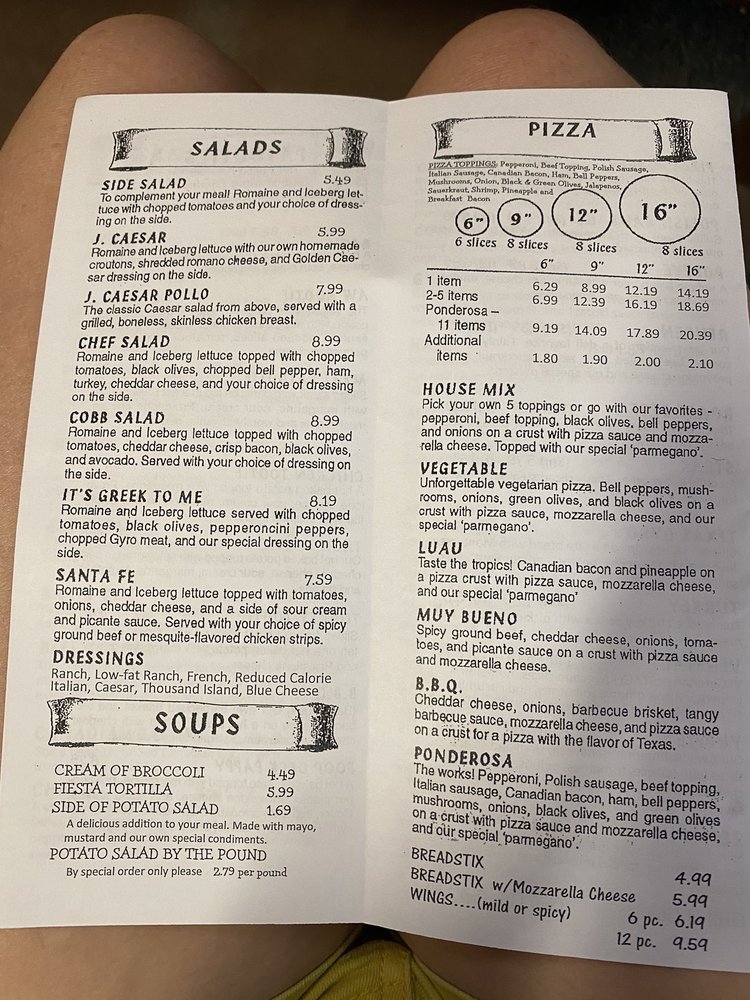 SALADS
SIDE SALAD 5.49
To complement your meal! Romaine and Iceberg let-
tuce with chopped tomatoes and your choice of dress-
ing on the side.
J. CAESAR 5.99
Romaine and Iceberg lettuce with our own homemade
croutons, shredded romano cheese, and Golden Cae-
sar dressing on the side.
J. CAESAR POLLO 7.99
The classic Caesar salad from above, served with a
grilled, boneless, skinless chicken breast.
CHEF SALAD 8.99
Romaine and Iceberg lettuce topped with chopped
tomatoes, black olives, chopped bell pepper, ham,
turkey, cheddar cheese, and your choice of dressing
on the side.
COBB SALAD 8.99
Romaine and Iceberg lettuce topped with chopped
tomatoes, cheddar cheese, crisp bacon, black olives,
and avocado. Served with your choice of dressing on
the side.
IT'S GREEK TO ME 8.19
Romaine and Iceberg lettuce served with chopped
tomatoes, black olives, pepperoncini peppers,
chopped Gyro meat, and our special dressing on the
side.
SANTA FE 7.59
Romaine and Iceberg lettuce topped with tomatoes,
onions, cheddar cheese, and a side of sour cream
and picante sauce. Served with your choice of spicy
ground beef or mesquite-flavored chicken strips.
DRESSINGS
Ranch, Low-fat Ranch, French, Reduced Calorie
Italian, Caesar, Thousand Island, Blue Cheese
SOUPS
CREAM OF BROCCOLI 4.49
FIESTA TORTILLA 5.99
SIDE OF POTATO SALAD 1.69
A delicious addition to your meal. Made with mayo,
mustard and our own special condiments.
POTATO SALAD BY THE POUND
By special order only please 2.79 per pound
PIZZA
PIZZA TOPPINGS: Pepperoni, Beef Topping, Polish Sausage,
Italian Sausage, Canadian Bacon, Ham, Bell Peppers,
Mushrooms, Onion, Black & Green Olives, Jalapenos,
Sauerkraut, Shrimp, Pineapple and
Breakfast Bacon
6" 9" 12" 16"
6 slices 8 slices 8 slices 8 slices
6" 9" 12" 16"
1 item 6.29 8.99 12.19 14.19
2-5 items 6.99 12.39 16.19 18.69
Ponderosa –
11 items 9.19 14.09 17.89 20.39
Additional
items 1.80 1.90 2.00 2.10
HOUSE MIX
Pick your own 5 toppings or go with our favorites -
pepperoni, beef topping, black olives, bell peppers,
and onions on a crust with pizza sauce and mozza-
rella cheese. Topped with our special 'parmegano'.
VEGETABLE
Unforgettable vegetarian pizza. Bell peppers, mush-
rooms, onions, green olives, and black olives on a
crust with pizza sauce, mozzarella cheese, and our
special 'parmegano'.
LUAU
Taste the tropics! Canadian bacon and pineapple on
a pizza crust with pizza sauce, mozzarella cheese,
and our special 'parmegano'
MUY BUENO
Spicy ground beef, cheddar cheese, onions, toma-
toes, and picante sauce on a crust with pizza sauce
and mozzarella cheese.
B.B.Q.
Cheddar cheese, onions, barbecue brisket, tangy
barbecue sauce, mozzarella cheese, and pizza sauce
on a crust for a pizza with the flavor of Texas.
PONDEROSA
The works! Pepperoni, Polish sausage, beef topping,
Italian sausage, Canadian bacon, ham, bell peppers,
mushrooms, onions, black olives, and green olives
on a crust with pizza sauce and mozzarella cheese,
and our special 'parmegano'.
BREADSTIX 4.99
BREADSTIX w/Mozzarella Cheese 5.99
WINGS....(mild or spicy) 6 pc. 6.19
12 pc. 9.59